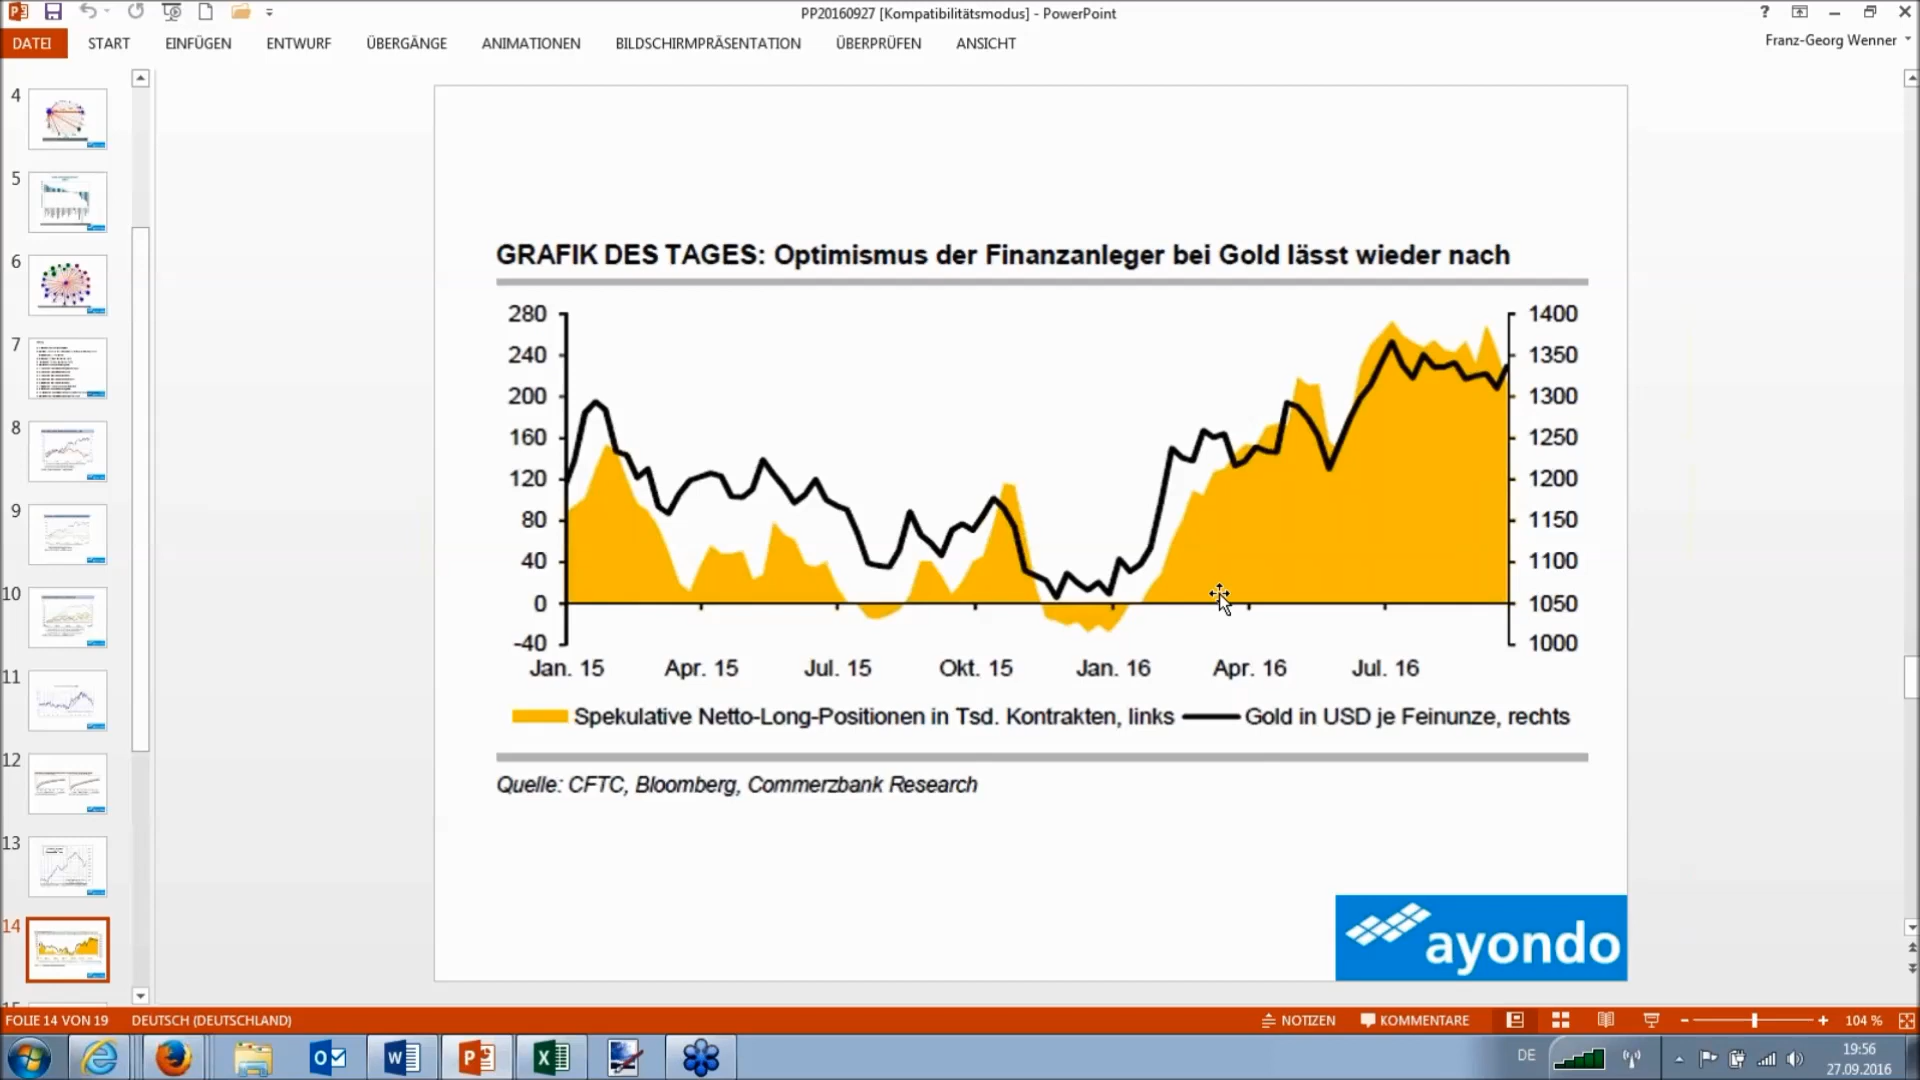 PP20160927 [Kompatibilitätsmodus] - PowerPoint
?
DATEI START EINFÜGEN ENTWURF ÜBERGÄNGE ANIMATIONEN BILDSCHIRMPRÄSENTATION ÜBERPRÜFEN ANSICHT
Franz-Georg Wenner
4
5
6
7
8
9
10
11
12
13
14
GRAFIK DES TAGES: Optimismus der Finanzanleger bei Gold lässt wieder nach
280 1400
240 1350
200 1300
160 1250
120 1200
80 1150
40 1100
0 1050
-40 1000
Jan. 15 Apr. 15 Jul. 15 Okt. 15 Jan. 16 Apr. 16 Jul. 16
Spekulative Netto-Long-Positionen in Tsd. Kontrakten, links Gold in USD je Feinunze, rechts
Quelle: CFTC, Bloomberg, Commerzbank Research
ayondo
FOLIE 14 VON 19 DEUTSCH (DEUTSCHLAND) NOTIZEN KOMMENTARE 104 %
DE
19:56
27.09.2016